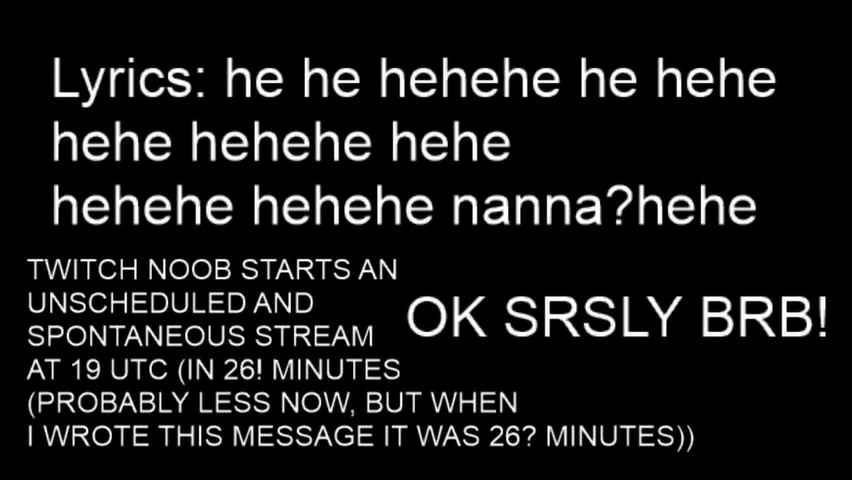 Lyrics: he he hehehe he hehe
hehe hehehe hehe
hehehe hehehe nanna?hehe
TWITCH NOOB STARTS AN
UNSCHEDULED AND
SPONTANEOUS STREAM
AT 19 UTC (IN 26! MINUTES
(PROBABLY LESS NOW, BUT WHEN
I WROTE THIS MESSAGE IT WAS 26? MINUTES))
OK SRSLY BRB!